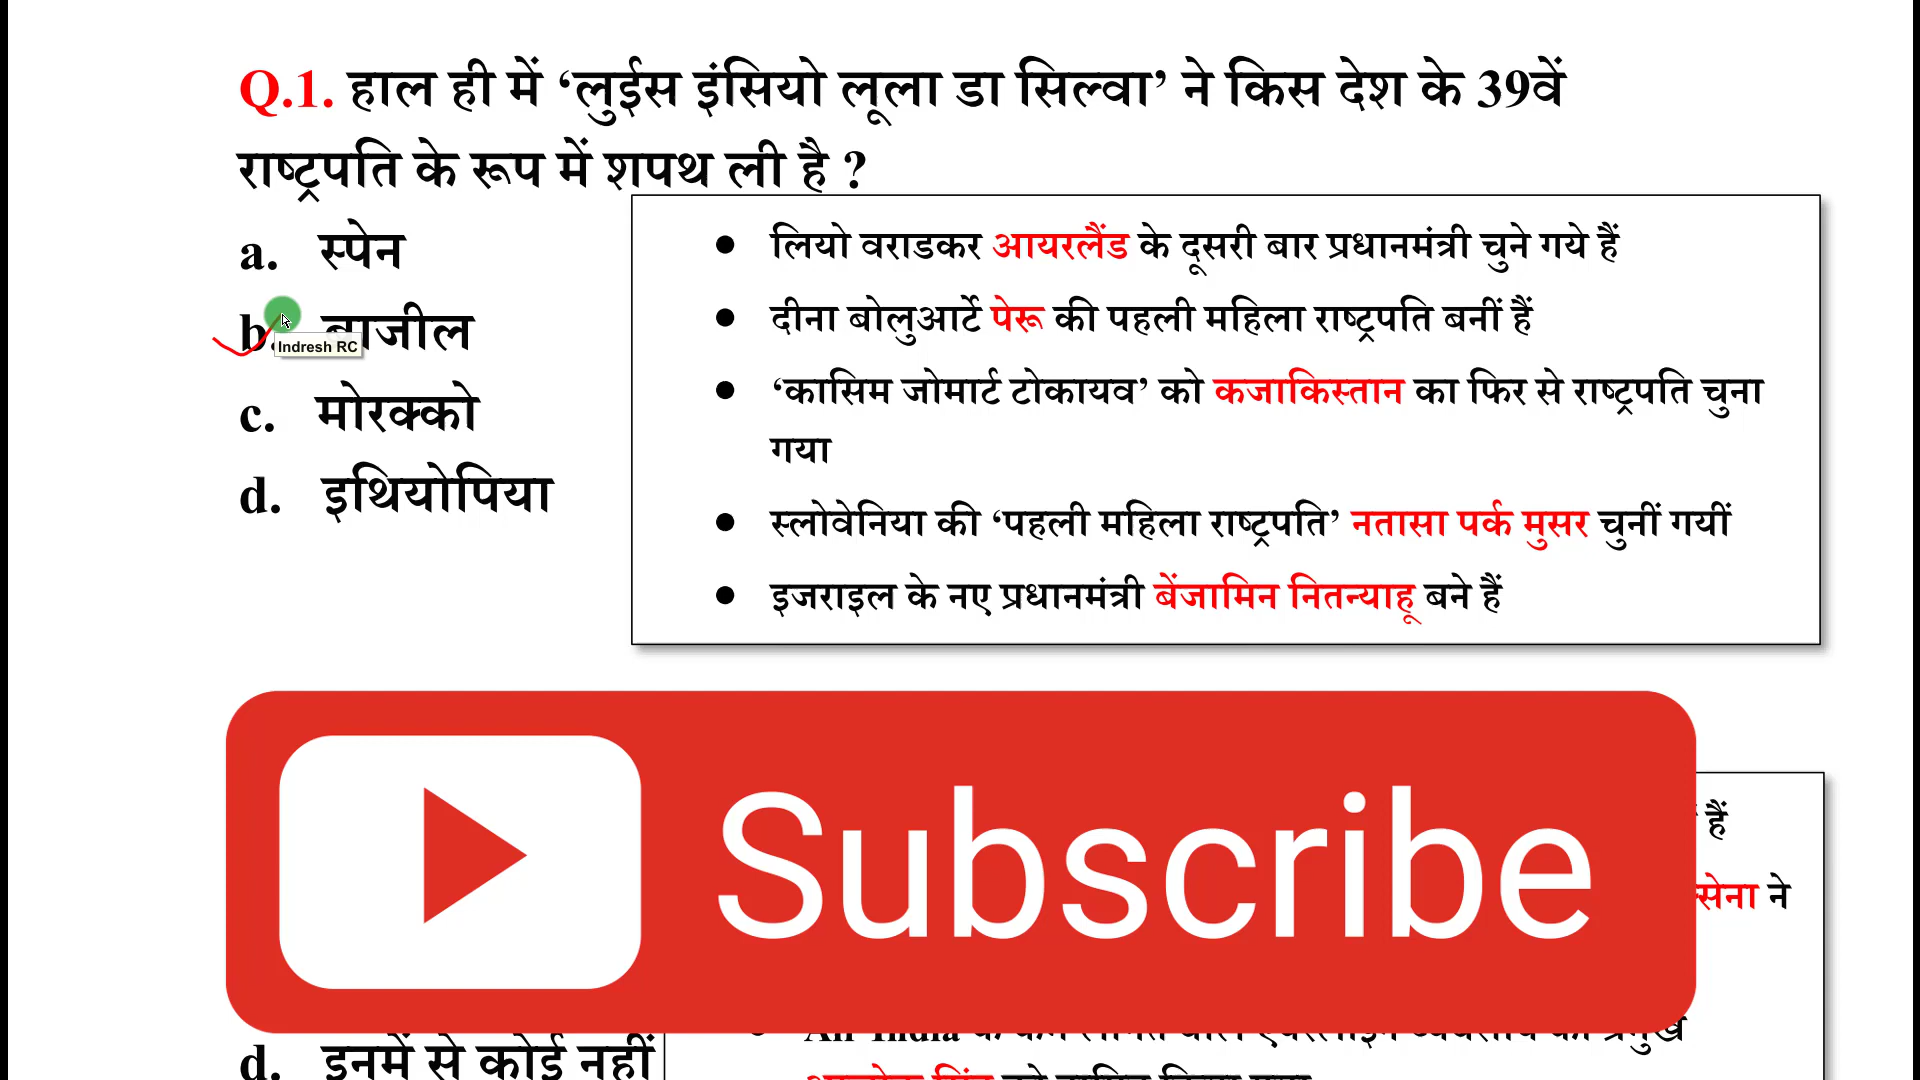 Q.1. हाल ही में ‘लुईस इंसियो लूला डा सिल्वा’ ने किस देश के 39वें
राष्ट्रपति के रूप में शपथ ली है ?
a. स्पेन
b. ब्राजील
Indresh RC
c. मोरक्को
d. इथियोपिया
● लियो वराडकर आयरलैंड के दूसरी बार प्रधानमंत्री चुने गये हैं
● दीना बोलुआर्टे पेरू की पहली महिला राष्ट्रपति बनीं हैं
● ‘कासिम जोमार्ट टोकायव’ को कजाकिस्तान का फिर से राष्ट्रपति चुना
गया
● स्लोवेनिया की ‘पहली महिला राष्ट्रपति’ नतासा पर्क मुसर चुनीं गयीं
● इजराइल के नए प्रधानमंत्री बेंजामिन नितन्याहू बने हैं
Subscribe
हैं
ने
d. इनमें से कोई नहीं